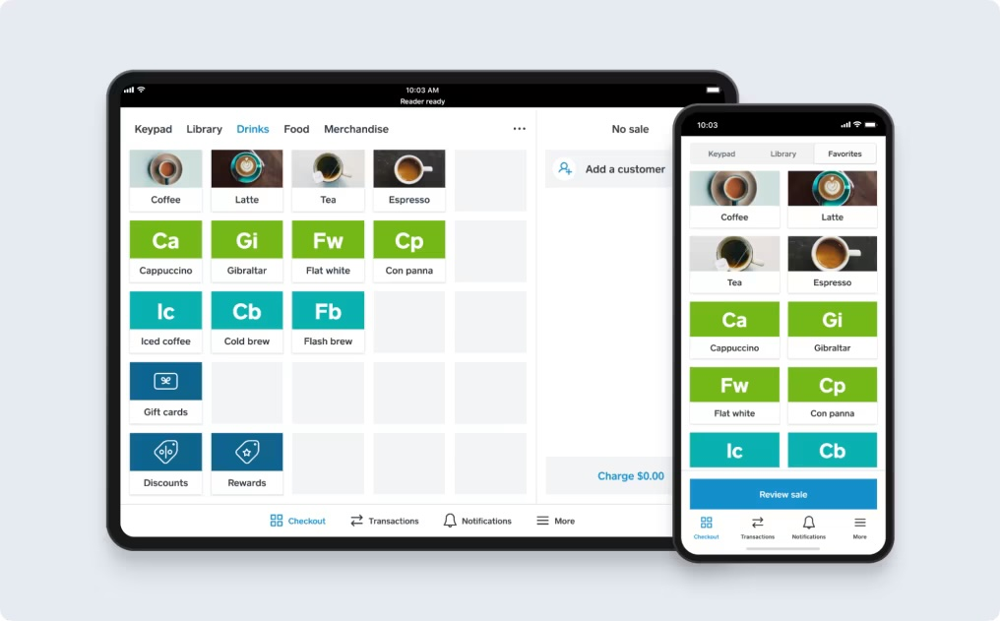 10:03 AM
Reader ready
Keypad Library Drinks Food Merchandise
No sale
Coffee Latte Tea Espresso
Add a customer
Ca Gi Fw Cp
Cappuccino Gibraltar Flat white Con panna
Ic Cb Fb
Iced coffee Cold brew Flash brew
Gift cards
Discounts Rewards
Charge $0.00
Checkout Transactions Notifications More
10:03
Keypad Library Favorites
Coffee Latte
Tea Espresso
Ca Gi
Cappuccino Gibraltar
Fw Cp
Flat white Con panna
Ic Cb
Review sale
Checkout Transactions Notifications More